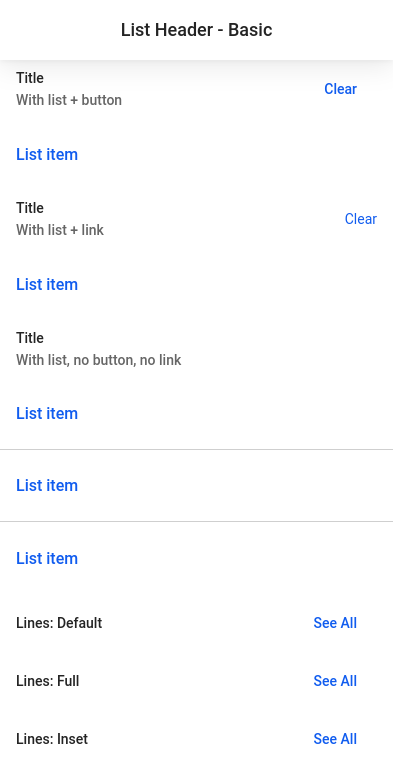 List Header - Basic
Title
With list + button
Clear
List item
Title
With list + link
Clear
List item
Title
With list, no button, no link
List item
List item
List item
Lines: Default
See All
Lines: Full
See All
Lines: Inset
See All